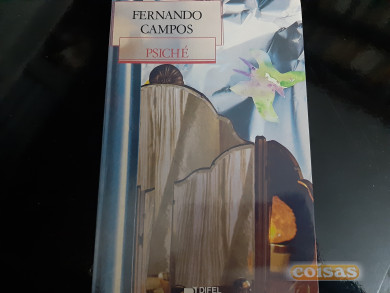 FERNANDO
CAMPOS
PSICHÉ
DIFEL
coisas